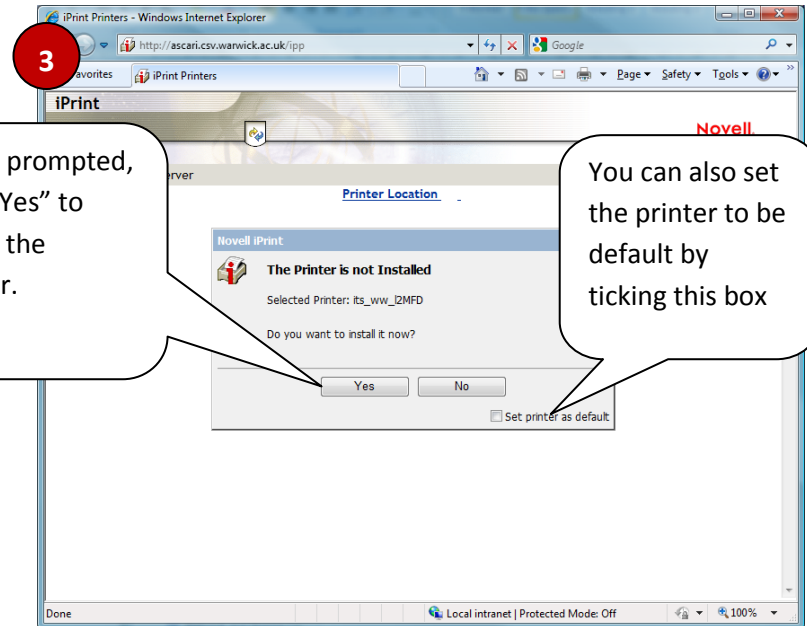 iPrint Printers - Windows Internet Explorer
3
http://ascari.csv.warwick.ac.uk/ipp
Google
avorites
iPrint Printers
Page
Safety
Tools
iPrint
Novell.
rver
Printer Location
prompted,
Yes” to
the
r.
You can also set
the printer to be
default by
ticking this box
Novell iPrint
The Printer is not Installed
Selected Printer: its_ww_l2MFD
Do you want to install it now?
Yes
No
Set printer as default
Done
Local intranet | Protected Mode: Off
100%